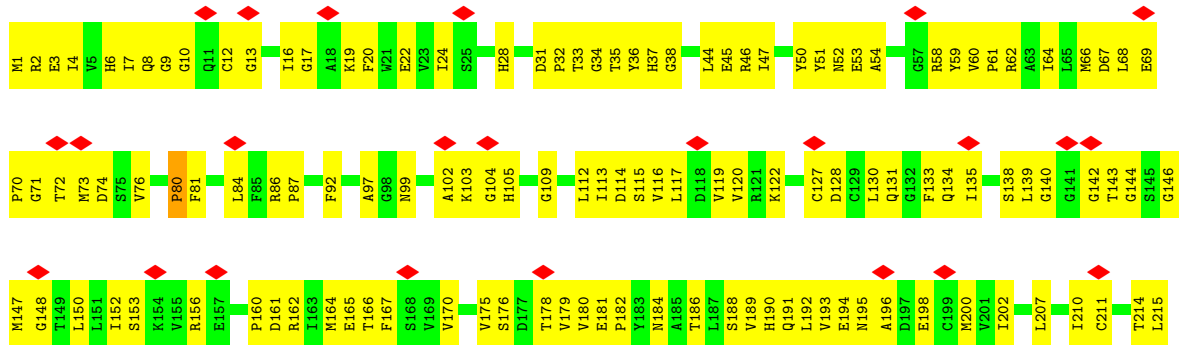 M1 R2 E3 I4 V5 H6 I7 Q8 G9 G10 Q11 C12 G13 I16 G17 A18 K19 F20 W21 E22 V23 I24 S25 H28 D31 P32 T33 G34 T35 Y36 H37 G38 L44 E45 R46 I47 Y50 Y51 N52 E53 A54 G57 R58 Y59 V60 P61 R62 A63 I64 L65 M66 D67 L68 E69
P70 G71 T72 M73 D74 S75 V76 P80 F81 L84 F85 R86 P87 F92 A97 G98 N99 A102 K103 G104 H105 G109 L112 I113 D114 S115 V116 L117 D118 V119 V120 R121 K122 C127 D128 C129 L130 Q131 G132 F133 Q134 I135 S138 L139 G140 G141 G142 T143 G144 S145 G146
M147 G148 T149 L150 L151 I152 S153 K154 V155 R156 E157 P160 D161 R162 I163 M164 E165 T166 F167 S168 V169 V170 V175 S176 D177 T178 V179 V180 E181 P182 Y183 N184 A185 T186 L187 S188 V189 H190 Q191 L192 V193 E194 N195 A196 D197 E198 C199 M200 V201 I202 L207 I210 C211 T214 L215